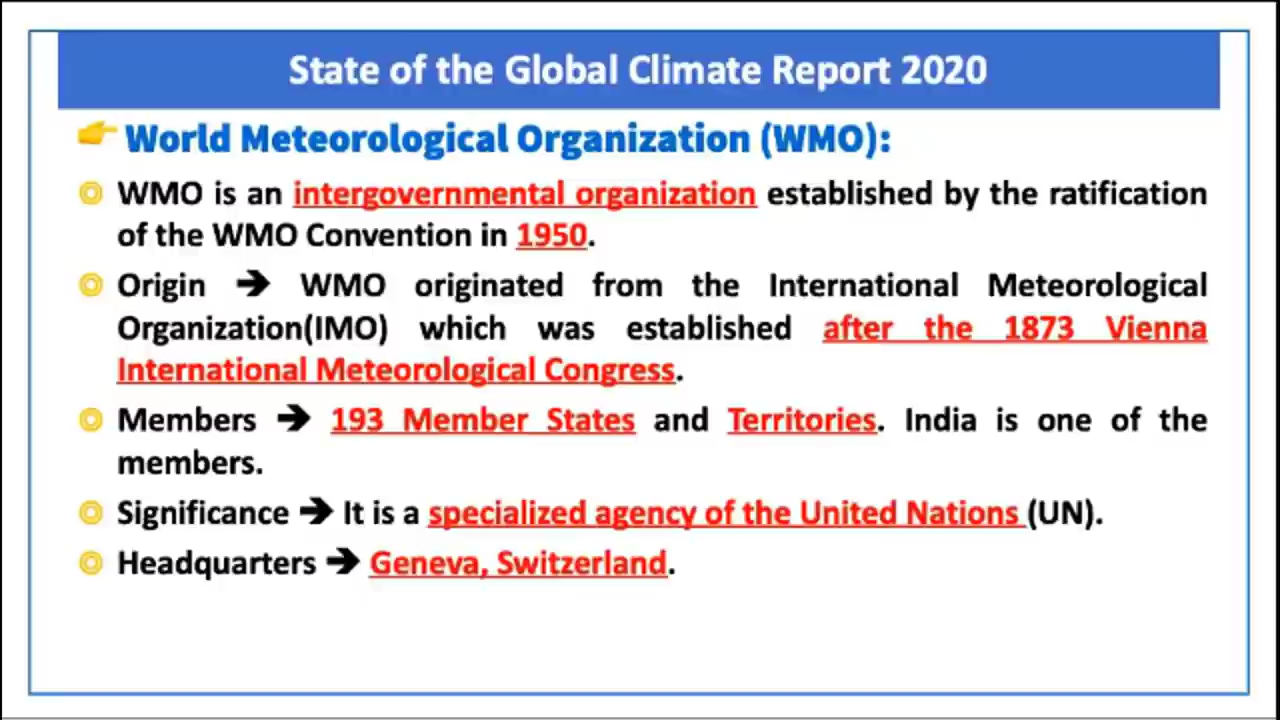 State of the Global Climate Report 2020
👉 World Meteorological Organization (WMO):
WMO is an intergovernmental organization established by the ratification
of the WMO Convention in 1950.
Origin ➔ WMO originated from the International Meteorological
Organization(IMO) which was established after the 1873 Vienna
International Meteorological Congress.
Members ➔ 193 Member States and Territories. India is one of the
members.
Significance ➔ It is a specialized agency of the United Nations (UN).
Headquarters ➔ Geneva, Switzerland.